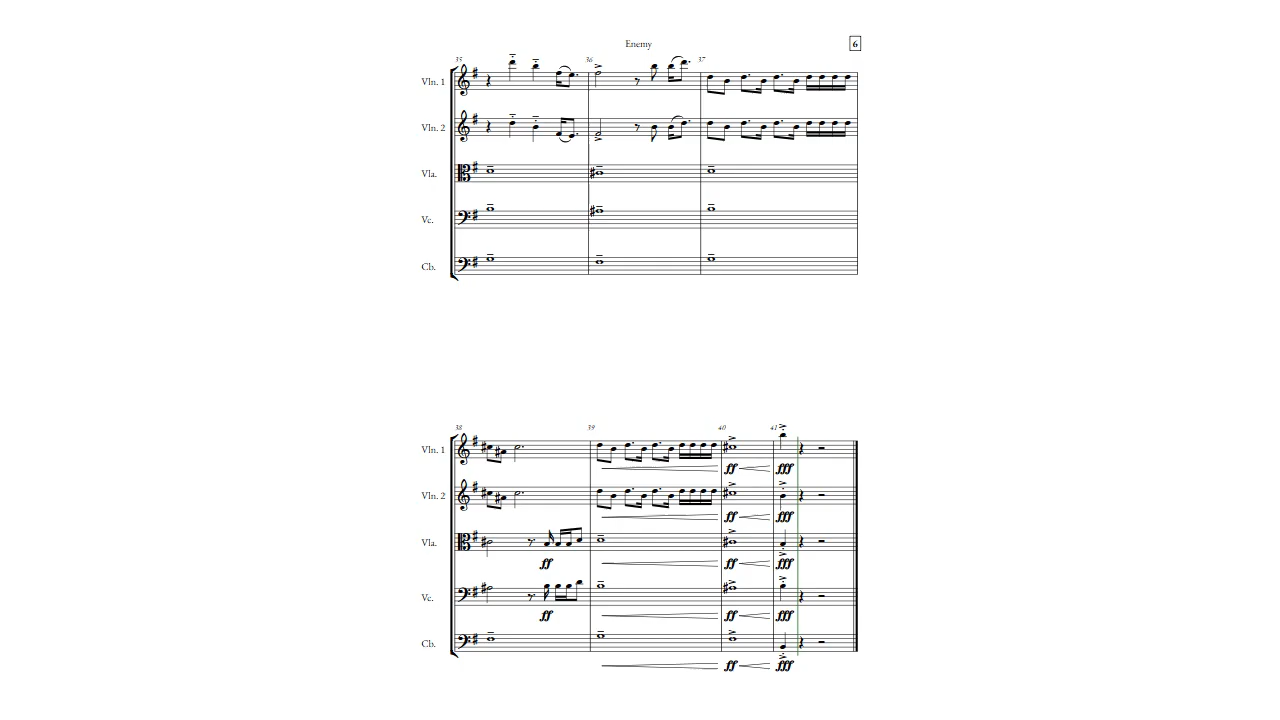 Enemy 6
35 36 37
Vln. 1
Vln. 2
Vla.
Vc.
Cb.
38 39 40 41
Vln. 1
ff fff
Vln. 2
ff fff
Vla.
ff ff fff
Vc.
ff ff fff
Cb.
ff fff